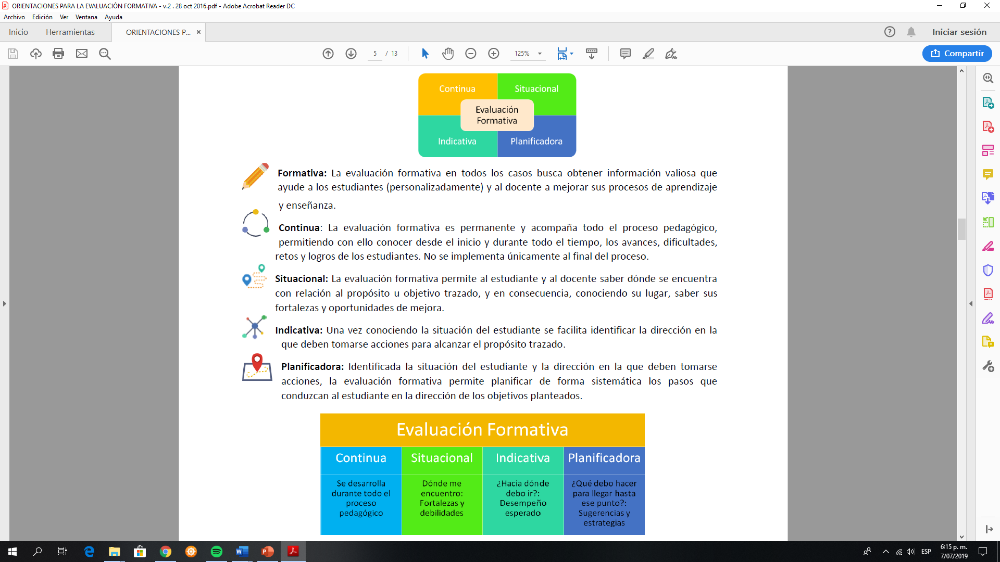 ORIENTACIONES PARA LA EVALUACIÓN FORMATIVA - v.2 . 28 oct 2016.pdf - Adobe Acrobat Reader DC
Archivo Edición Ver Ventana Ayuda
Inicio Herramientas ORIENTACIONES P... × Iniciar sesión
5 / 13 125% Compartir
Continua Situacional
Evaluación
Formativa
Indicativa Planificadora
Formativa: La evaluación formativa en todos los casos busca obtener información valiosa que
ayude a los estudiantes (personalizadamente) y al docente a mejorar sus procesos de aprendizaje
y enseñanza.
Continua: La evaluación formativa es permanente y acompaña todo el proceso pedagógico,
permitiendo con ello conocer desde el inicio y durante todo el tiempo, los avances, dificultades,
retos y logros de los estudiantes. No se implementa únicamente al final del proceso.
Situacional: La evaluación formativa permite al estudiante y al docente saber dónde se encuentra
con relación al propósito u objetivo trazado, y en consecuencia, conociendo su lugar, saber sus
fortalezas y oportunidades de mejora.
Indicativa: Una vez conociendo la situación del estudiante se facilita identificar la dirección en la
que deben tomarse acciones para alcanzar el propósito trazado.
Planificadora: Identificada la situación del estudiante y la dirección en la que deben tomarse
acciones, la evaluación formativa permite planificar de forma sistemática los pasos que
conduzcan al estudiante en la dirección de los objetivos planteados.
Evaluación Formativa
Continua Situacional Indicativa Planificadora
Se desarrolla
durante todo el
proceso
pedagógico
Dónde me
encuentro:
Fortalezas y
debilidades
¿Hacia dónde
debo ir?:
Desempeño
esperado
¿Qué debo hacer
para llegar hasta
ese punto?:
Sugerencias y
estrategias
ESP
6:15 p. m.
7/07/2019